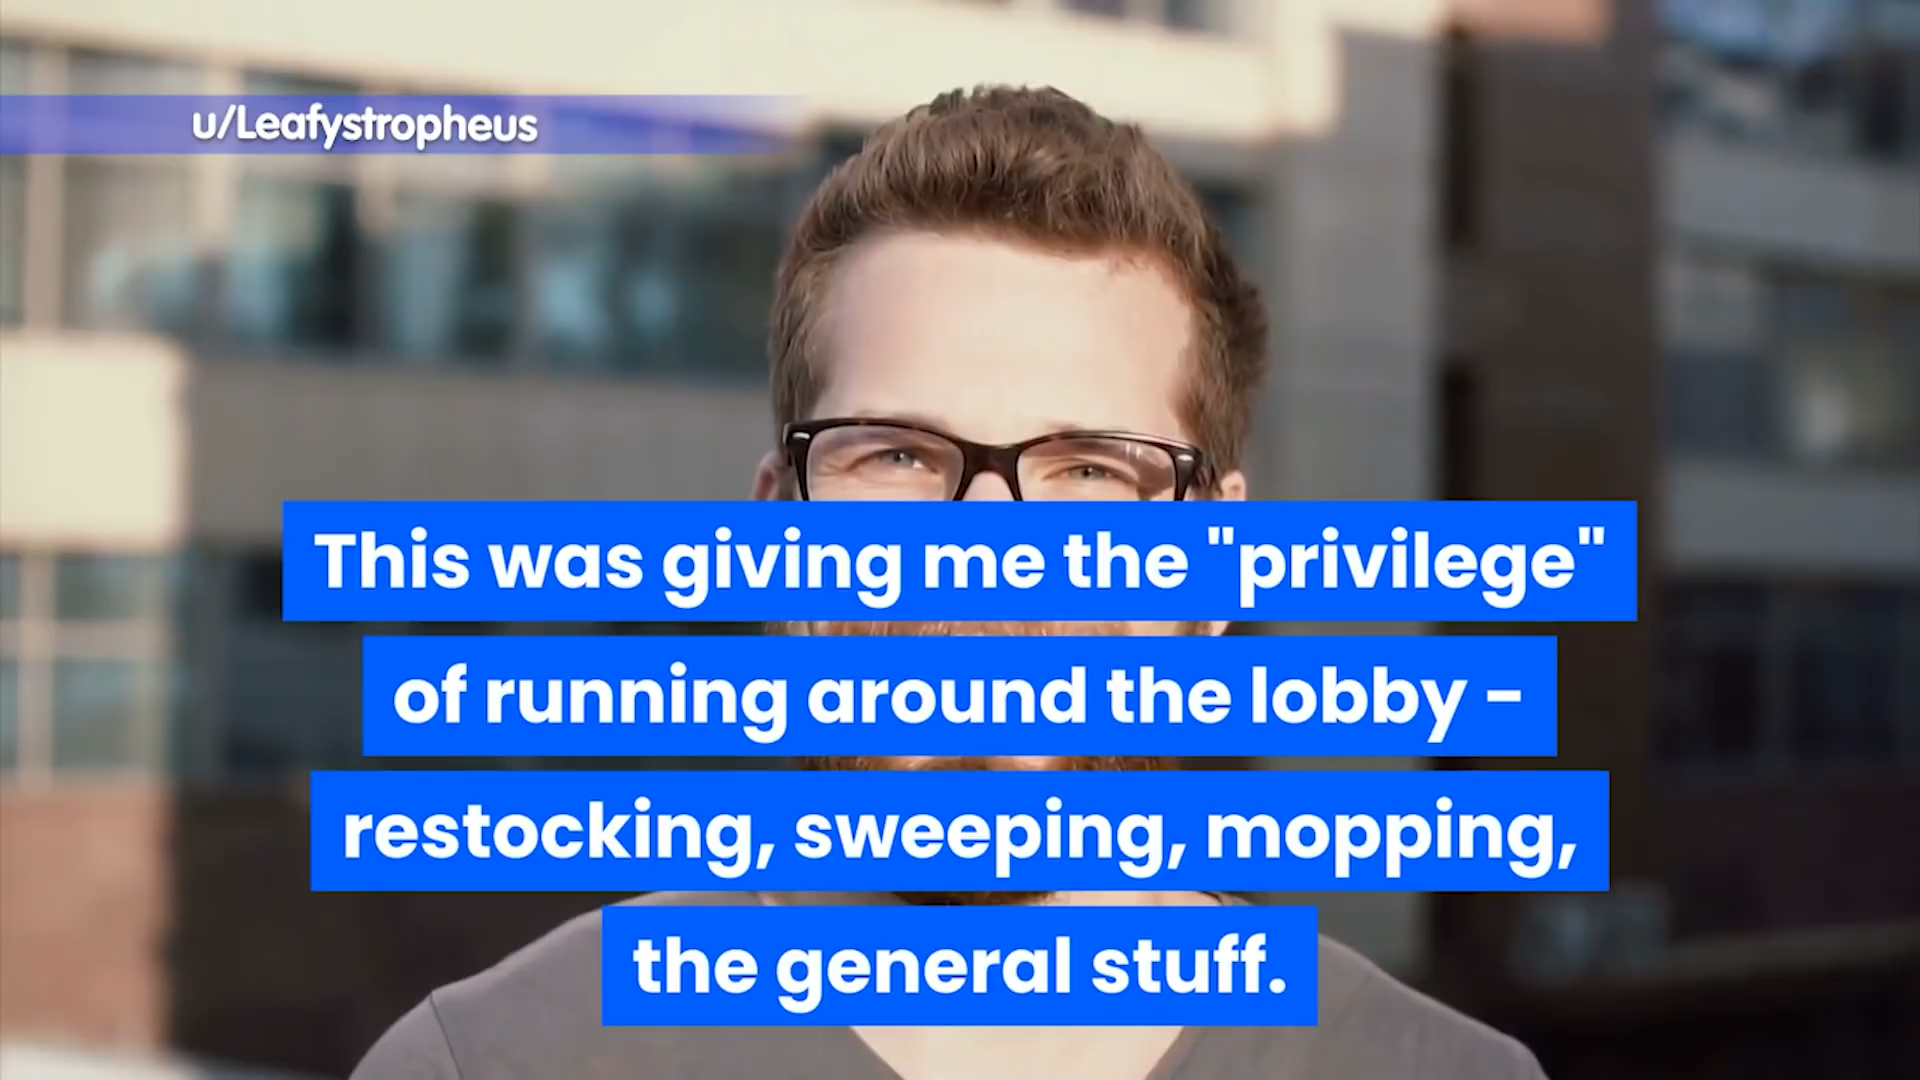 u/Leafystropheus
This was giving me the "privilege"
of running around the lobby -
restocking, sweeping, mopping,
the general stuff.